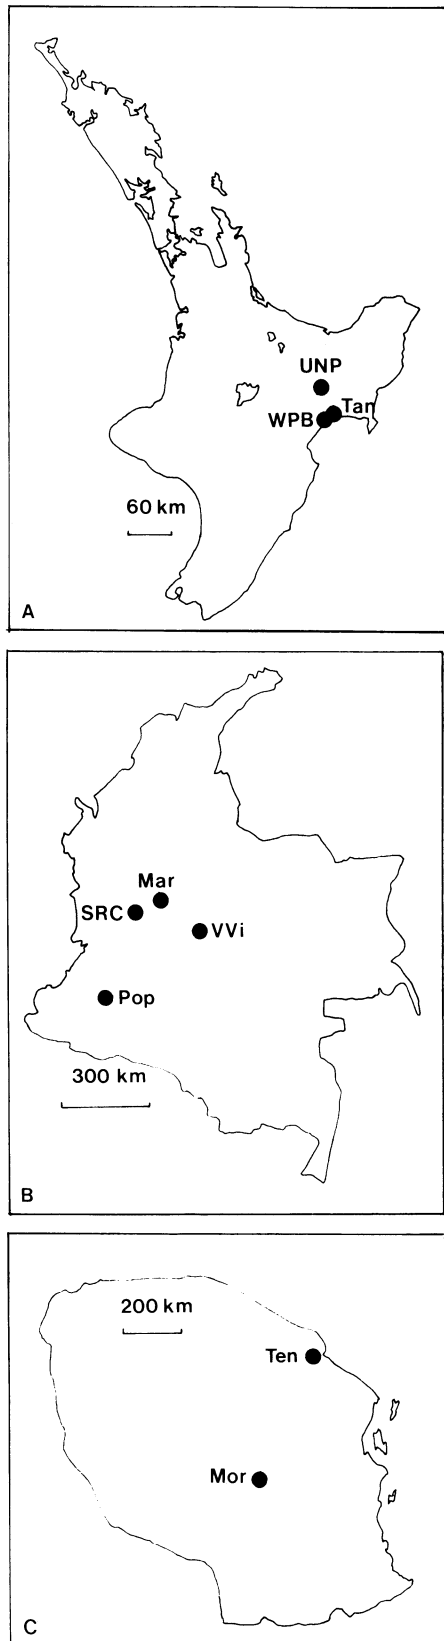 UNP
Tan
WPB
60 km
A
Mar
SRC
VVi
Pop
300 km
B
200 km
Ten
Mor
C